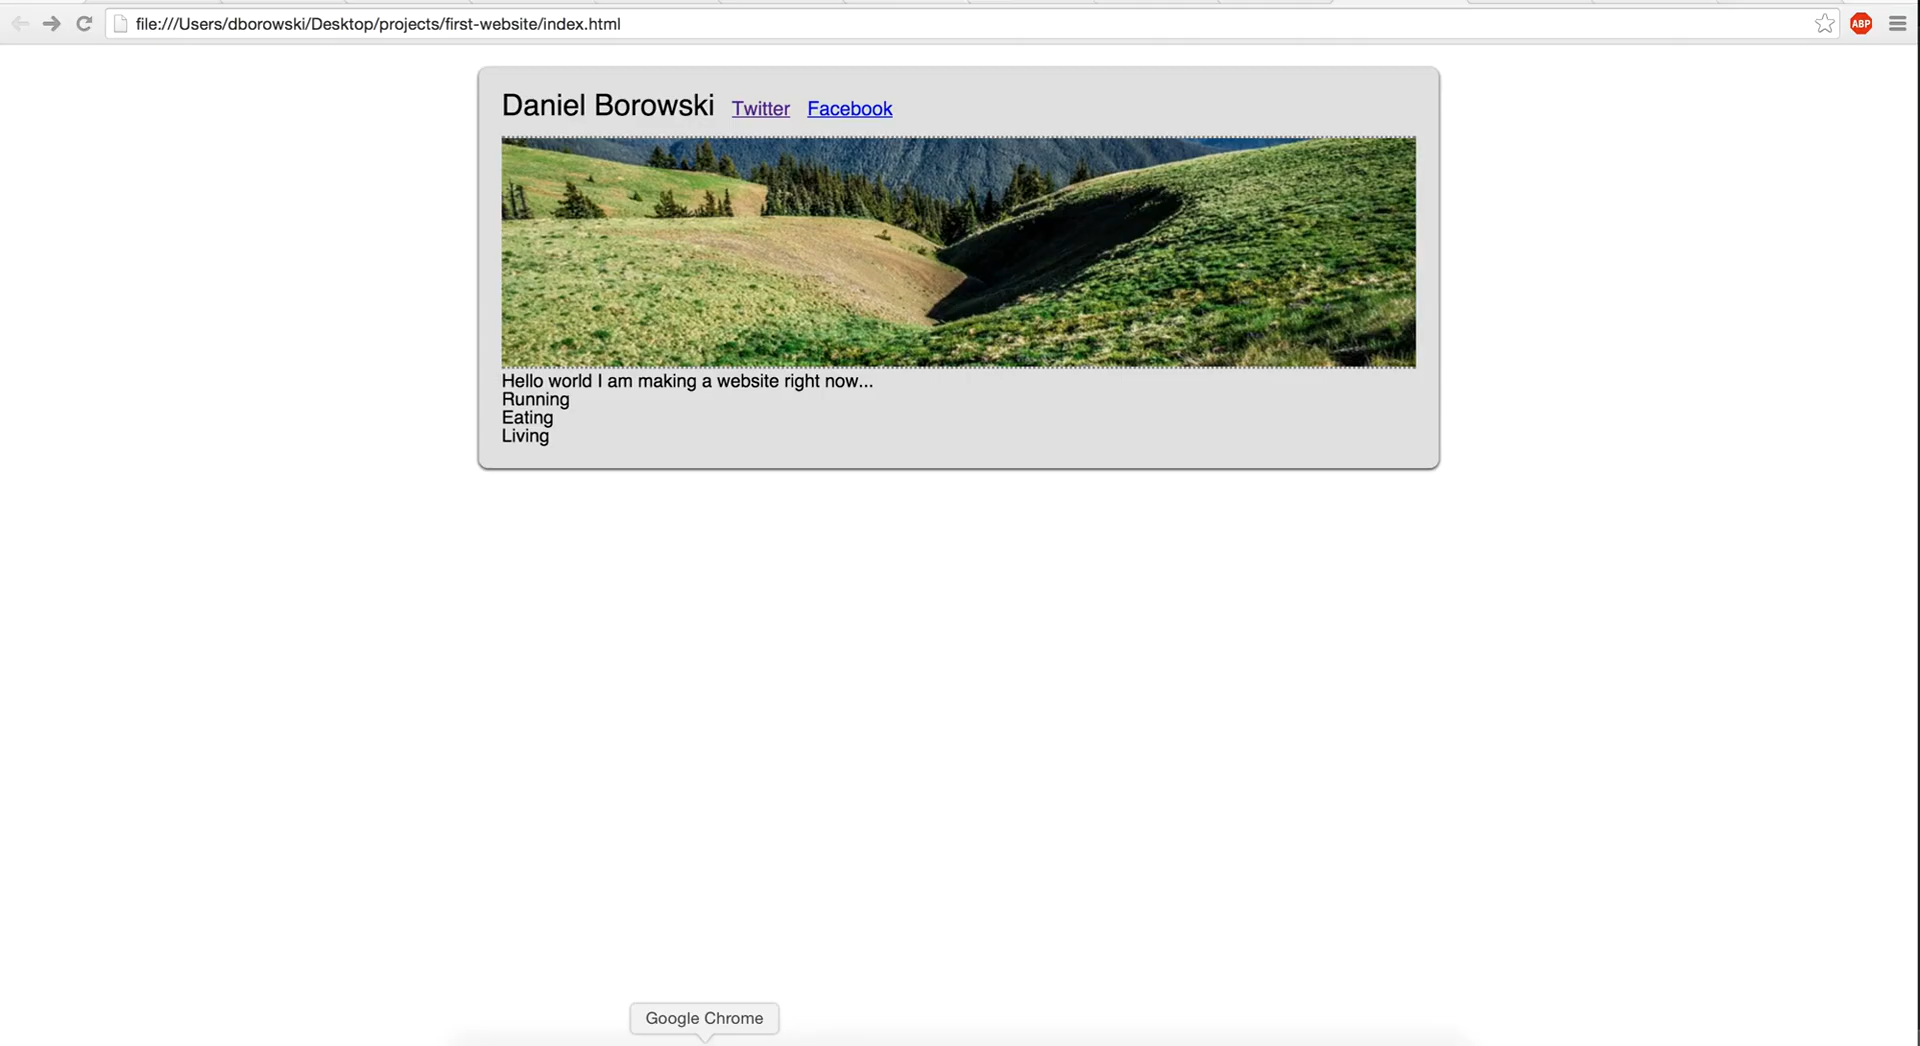 file:///Users/dborowski/Desktop/projects/first-website/index.html
ABP
Daniel Borowski Twitter Facebook
Hello world I am making a website right now...
Running
Eating
Living
Google Chrome